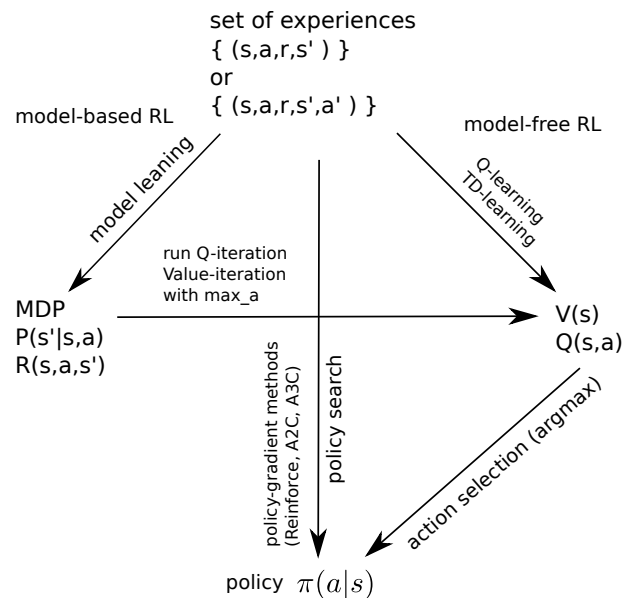 set of experiences
{ (s,a,r,s' ) }
or
{ (s,a,r,s',a' ) }
model-based RL
model-free RL
model leaning
Q-learning
TD-learning
run Q-iteration
Value-iteration
with max_a
MDP
P(s'|s,a)
R(s,a,s')
V(s)
Q(s,a)
policy-gradient methods
(Reinforce, A2C, A3C)
policy search
action selection (argmax)
policy π(a|s)